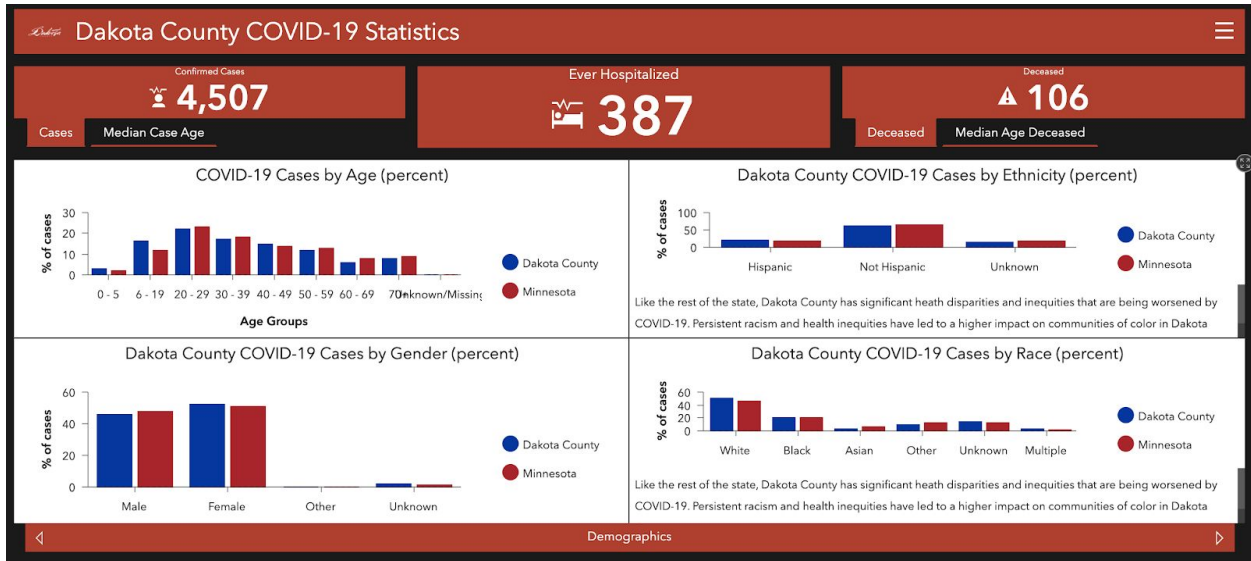 Dakota
Dakota County COVID-19 Statistics
Confirmed Cases
4,507
Cases
Median Case Age
Ever Hospitalized
387
Deceased
106
Deceased
Median Age Deceased
COVID-19 Cases by Age (percent)
% of cases
30
20
10
0
0 - 5 6 - 19 20 - 29 30 - 39 40 - 49 50 - 59 60 - 69 70+ Unknown/Missing
Age Groups
Dakota County
Minnesota
Dakota County COVID-19 Cases by Ethnicity (percent)
% of cases
100
50
0
Hispanic Not Hispanic Unknown
Dakota County
Minnesota
Like the rest of the state, Dakota County has significant heath disparities and inequities that are being worsened by
COVID-19. Persistent racism and health inequities have led to a higher impact on communities of color in Dakota
Dakota County COVID-19 Cases by Gender (percent)
% of cases
60
40
20
0
Male Female Other Unknown
Dakota County
Minnesota
Dakota County COVID-19 Cases by Race (percent)
% of cases
60
40
20
0
White Black Asian Other Unknown Multiple
Dakota County
Minnesota
Like the rest of the state, Dakota County has significant heath disparities and inequities that are being worsened by
COVID-19. Persistent racism and health inequities have led to a higher impact on communities of color in Dakota
Demographics